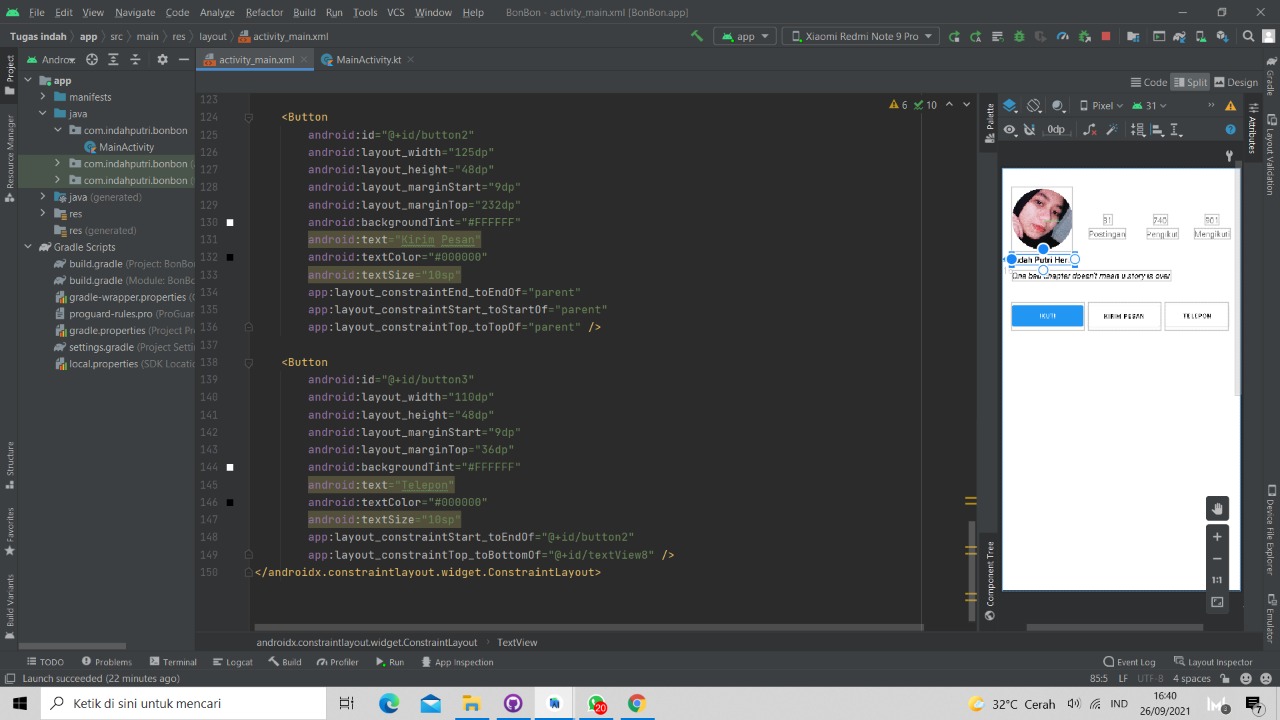 File Edit View Navigate Code Analyze Refactor Build Run Tools VCS Window Help BonBon - activity_main.xml [BonBon.app]
Tugas indah app src main res layout activity_main.xml app Xiaomi Redmi Note 9 Pro
Androi activity_main.xml MainActivity.kt
Code Split Design
Project
Resource Manager
Structure
Favorites
Build Variants
app
manifests
java
com.indahputri.bonbon
MainActivity
com.indahputri.bonbon
com.indahputri.bonbon
java (generated)
res
res (generated)
Gradle Scripts
build.gradle (Project: BonBo
build.gradle (Module: BonBo
gradle-wrapper.properties
proguard-rules.pro (ProGuar
gradle.properties (Project Pr
settings.gradle (Project Setti
local.properties (SDK Locatio
6 10
123
124 <Button
125 android:id="@+id/button2"
126 android:layout_width="125dp"
127 android:layout_height="48dp"
128 android:layout_marginStart="9dp"
129 android:layout_marginTop="232dp"
130 android:backgroundTint="#FFFFFF"
131 android:text="Kirim Pesan"
132 android:textColor="#000000"
133 android:textSize="10sp"
134 app:layout_constraintEnd_toEndOf="parent"
135 app:layout_constraintStart_toStartOf="parent"
136 app:layout_constraintTop_toTopOf="parent" />
137
138 <Button
139 android:id="@+id/button3"
140 android:layout_width="110dp"
141 android:layout_height="48dp"
142 android:layout_marginStart="9dp"
143 android:layout_marginTop="36dp"
144 android:backgroundTint="#FFFFFF"
145 android:text="Telepon"
146 android:textColor="#000000"
147 android:textSize="10sp"
148 app:layout_constraintStart_toEndOf="@+id/button2"
149 app:layout_constraintTop_toBottomOf="@+id/textView8" />
150 </androidx.constraintlayout.widget.ConstraintLayout>
androidx.constraintlayout.widget.ConstraintLayout TextView
Palette
Component Tree
Pixel 31
0dp
740 901
Postingan Pengikut Mengikuti
dah Putri Her
One bad chapter doesn't mean u story is over
IKUTI KIRIM PESAN TELEPON
1:1
Attributes
Gradle
Layout Validation
Device File Explorer
Emulator
TODO Problems Terminal Logcat Build Profiler Run App Inspection Event Log Layout Inspector
Launch succeeded (22 minutes ago) 85:5 LF UTF-8 4 spaces
Ketik di sini untuk mencari 20 32°C Cerah IND 16:40
26/09/2021 7